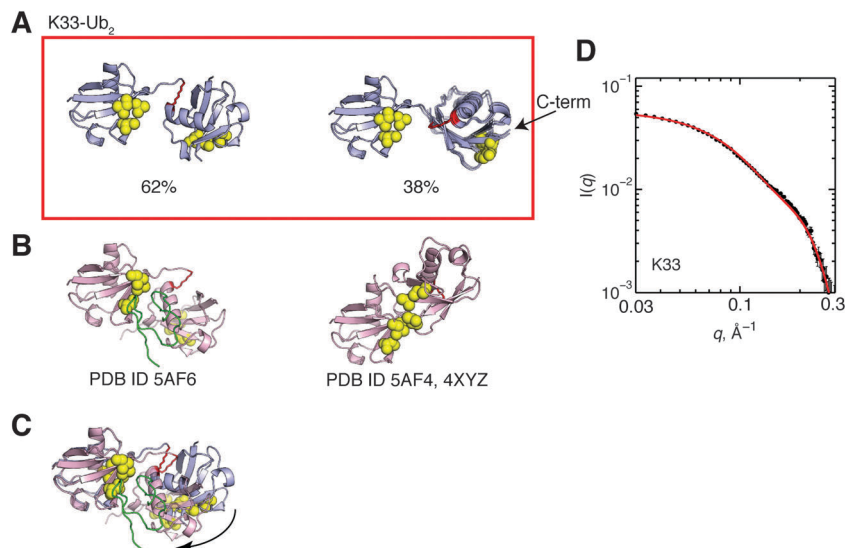 A
K33-Ub2
62%
38%
C-term
B
PDB ID 5AF6
PDB ID 5AF4, 4XYZ
C
D
10^-1
10^-2
10^-3
I(q)
K33
0.03
0.1
0.3
q, Å^-1